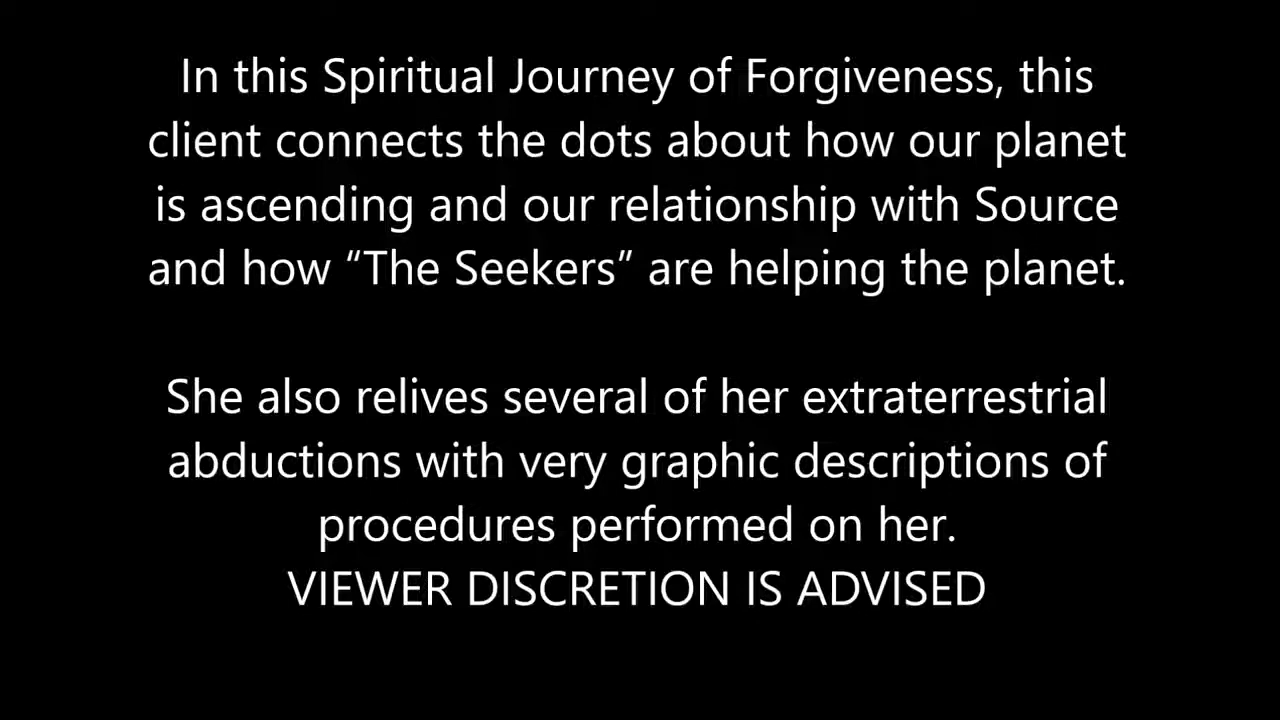 In this Spiritual Journey of Forgiveness, this
client connects the dots about how our planet
is ascending and our relationship with Source
and how “The Seekers” are helping the planet.
She also relives several of her extraterrestrial
abductions with very graphic descriptions of
procedures performed on her.
VIEWER DISCRETION IS ADVISED